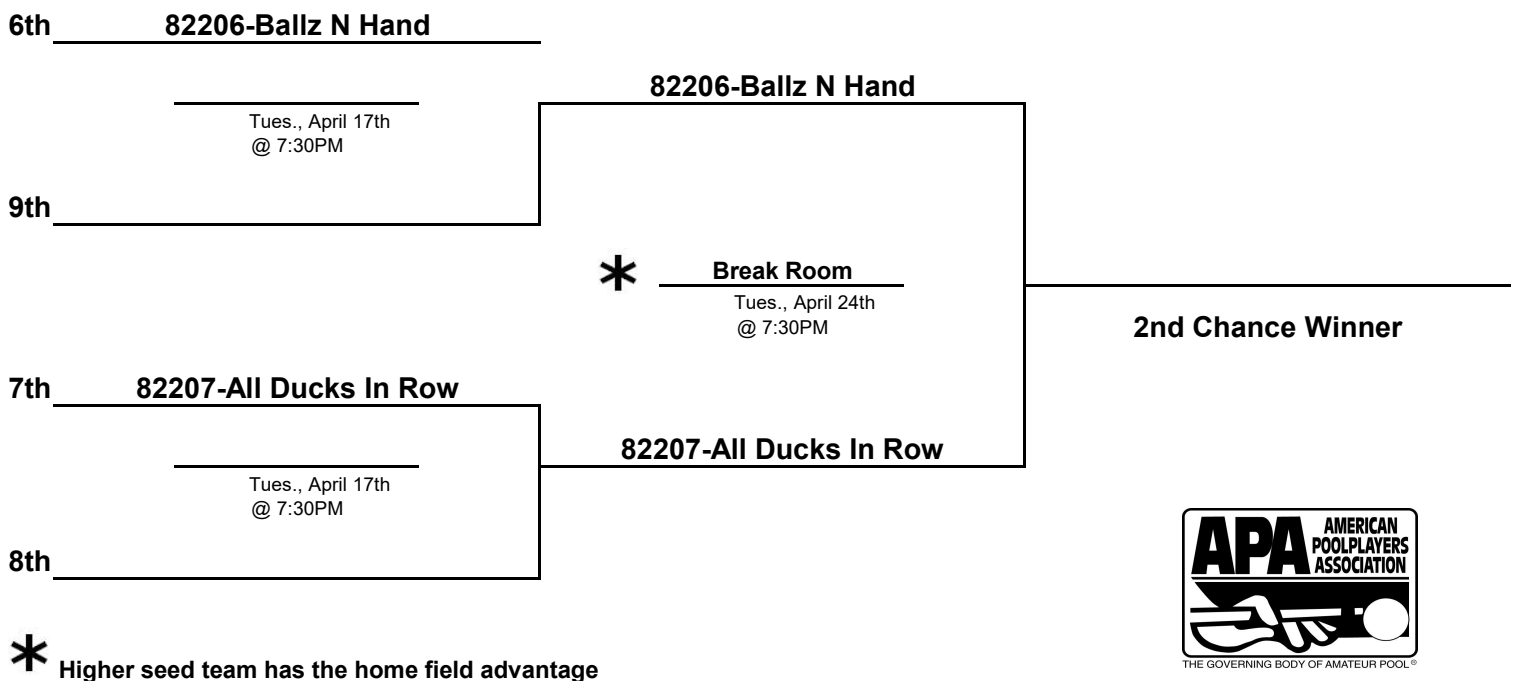 6th 82206-Ballz N Hand
82206-Ballz N Hand
Tues., April 17th
@ 7:30PM
9th
* Break Room
Tues., April 24th
@ 7:30PM
2nd Chance Winner
7th 82207-All Ducks In Row
82207-All Ducks In Row
Tues., April 17th
@ 7:30PM
8th
APA AMERICAN
POOLPLAYERS
ASSOCIATION
THE GOVERNING BODY OF AMATEUR POOL®
* Higher seed team has the home field advantage